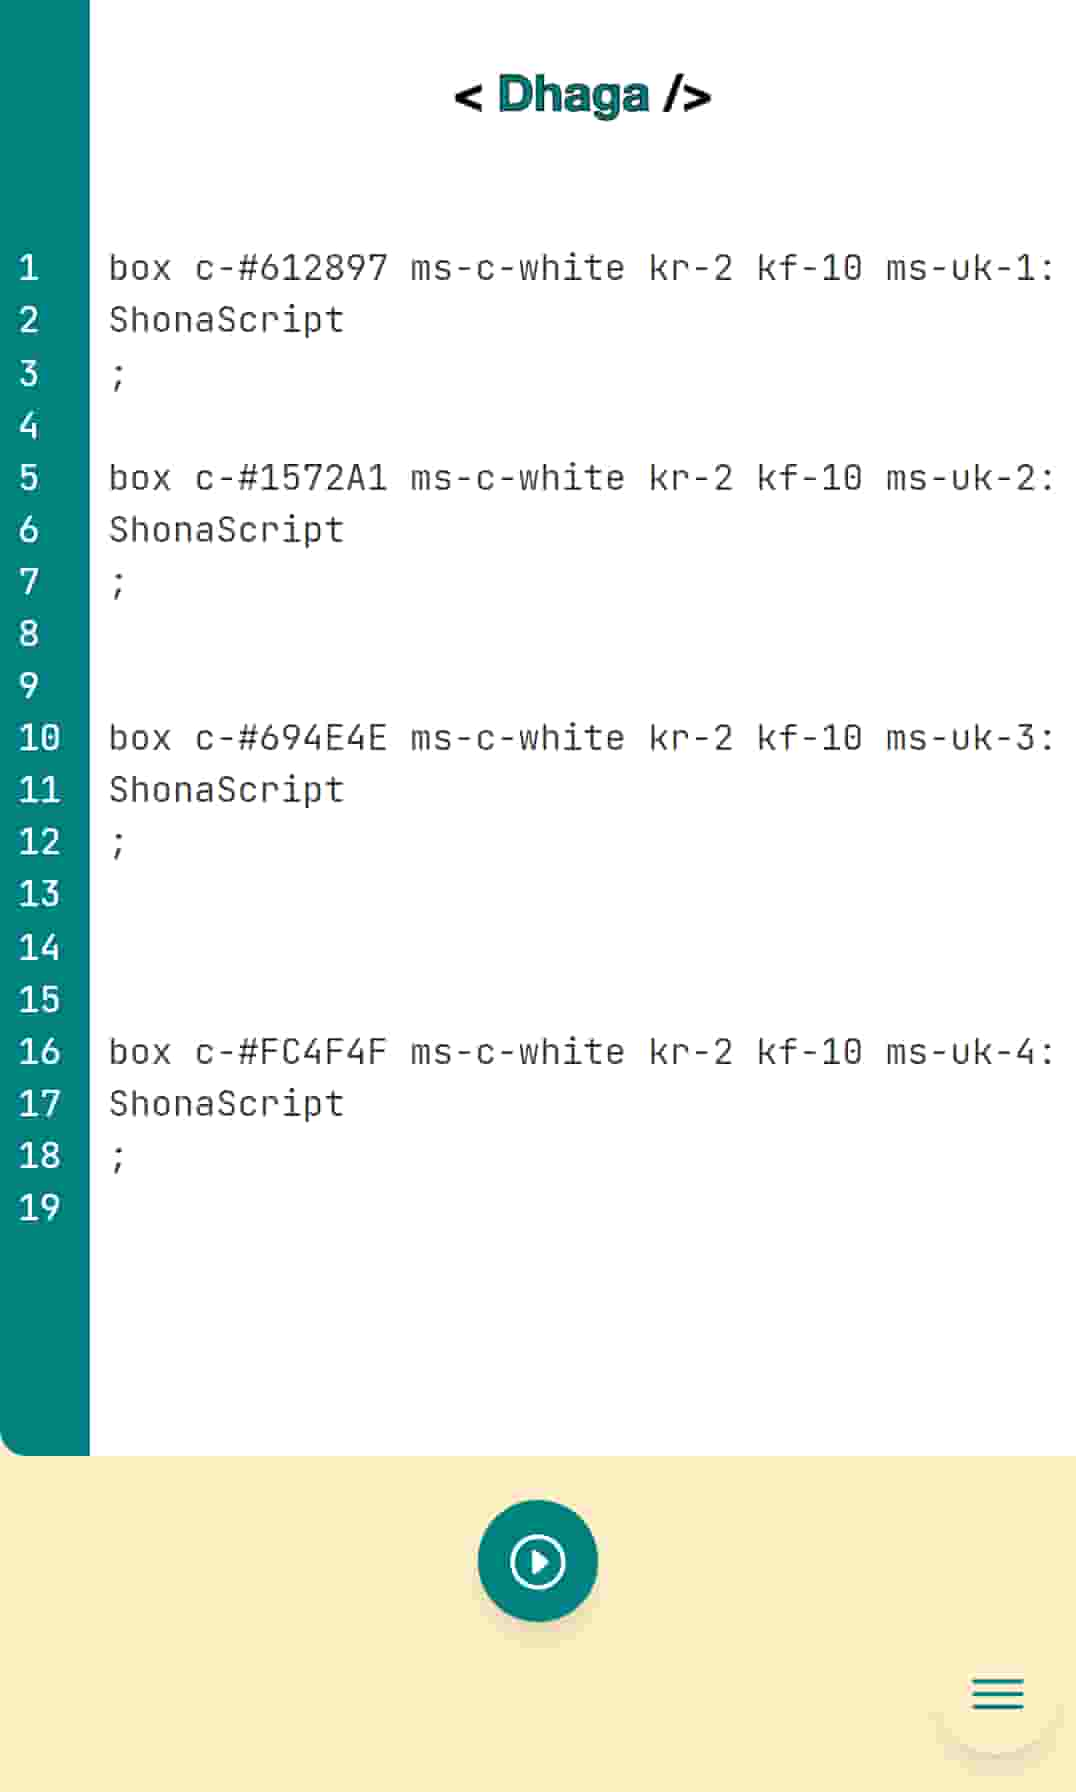 < Dhaga />
1 box c-#612897 ms-c-white kr-2 kf-10 ms-uk-1:
2 ShonaScript
3 ;
4
5 box c-#1572A1 ms-c-white kr-2 kf-10 ms-uk-2:
6 ShonaScript
7 ;
8
9
10 box c-#694E4E ms-c-white kr-2 kf-10 ms-uk-3:
11 ShonaScript
12 ;
13
14
15
16 box c-#FC4F4F ms-c-white kr-2 kf-10 ms-uk-4:
17 ShonaScript
18 ;
19